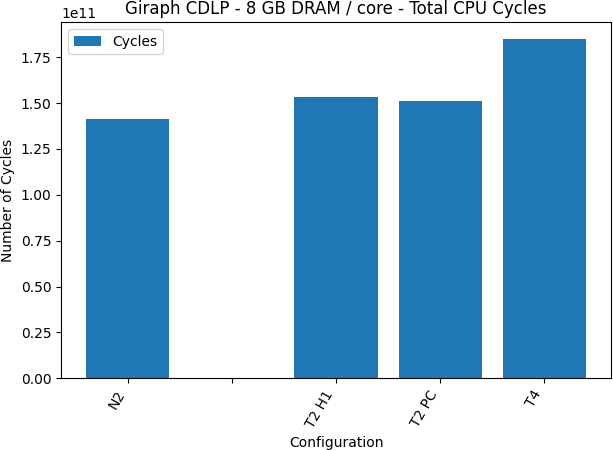 Giraph CDLP - 8 GB DRAM / core - Total CPU Cycles
1e11
Cycles
1.75
1.50
1.25
1.00
0.75
0.50
0.25
0.00
Number of Cycles
N2
T2 H1
T2 PC
T4
Configuration